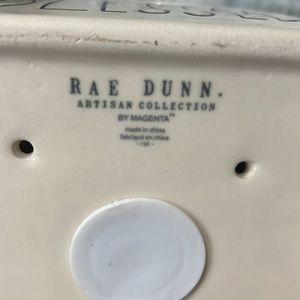 RAE DUNN.
ARTISAN COLLECTION
BY MAGENTA™
made in china.
fabriqué en chine.